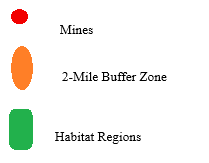 Mines
2-Mile Buffer Zone
Habitat Regions